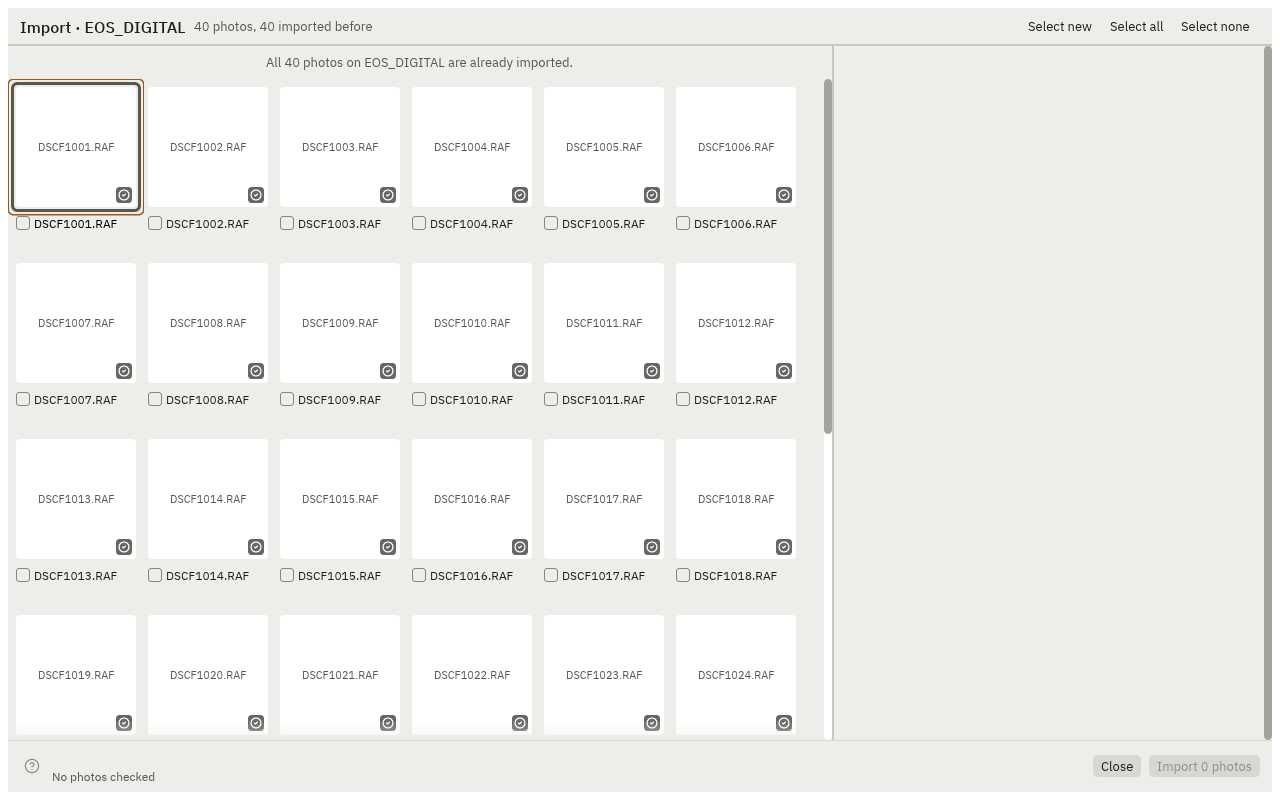 Import · EOS_DIGITAL 40 photos, 40 imported before Select new Select all Select none
All 40 photos on EOS_DIGITAL are already imported.
DSCF1001.RAF DSCF1002.RAF DSCF1003.RAF DSCF1004.RAF DSCF1005.RAF DSCF1006.RAF
DSCF1001.RAF DSCF1002.RAF DSCF1003.RAF DSCF1004.RAF DSCF1005.RAF DSCF1006.RAF
DSCF1007.RAF DSCF1008.RAF DSCF1009.RAF DSCF1010.RAF DSCF1011.RAF DSCF1012.RAF
DSCF1007.RAF DSCF1008.RAF DSCF1009.RAF DSCF1010.RAF DSCF1011.RAF DSCF1012.RAF
DSCF1013.RAF DSCF1014.RAF DSCF1015.RAF DSCF1016.RAF DSCF1017.RAF DSCF1018.RAF
DSCF1013.RAF DSCF1014.RAF DSCF1015.RAF DSCF1016.RAF DSCF1017.RAF DSCF1018.RAF
DSCF1019.RAF DSCF1020.RAF DSCF1021.RAF DSCF1022.RAF DSCF1023.RAF DSCF1024.RAF
No photos checked Close Import 0 photos